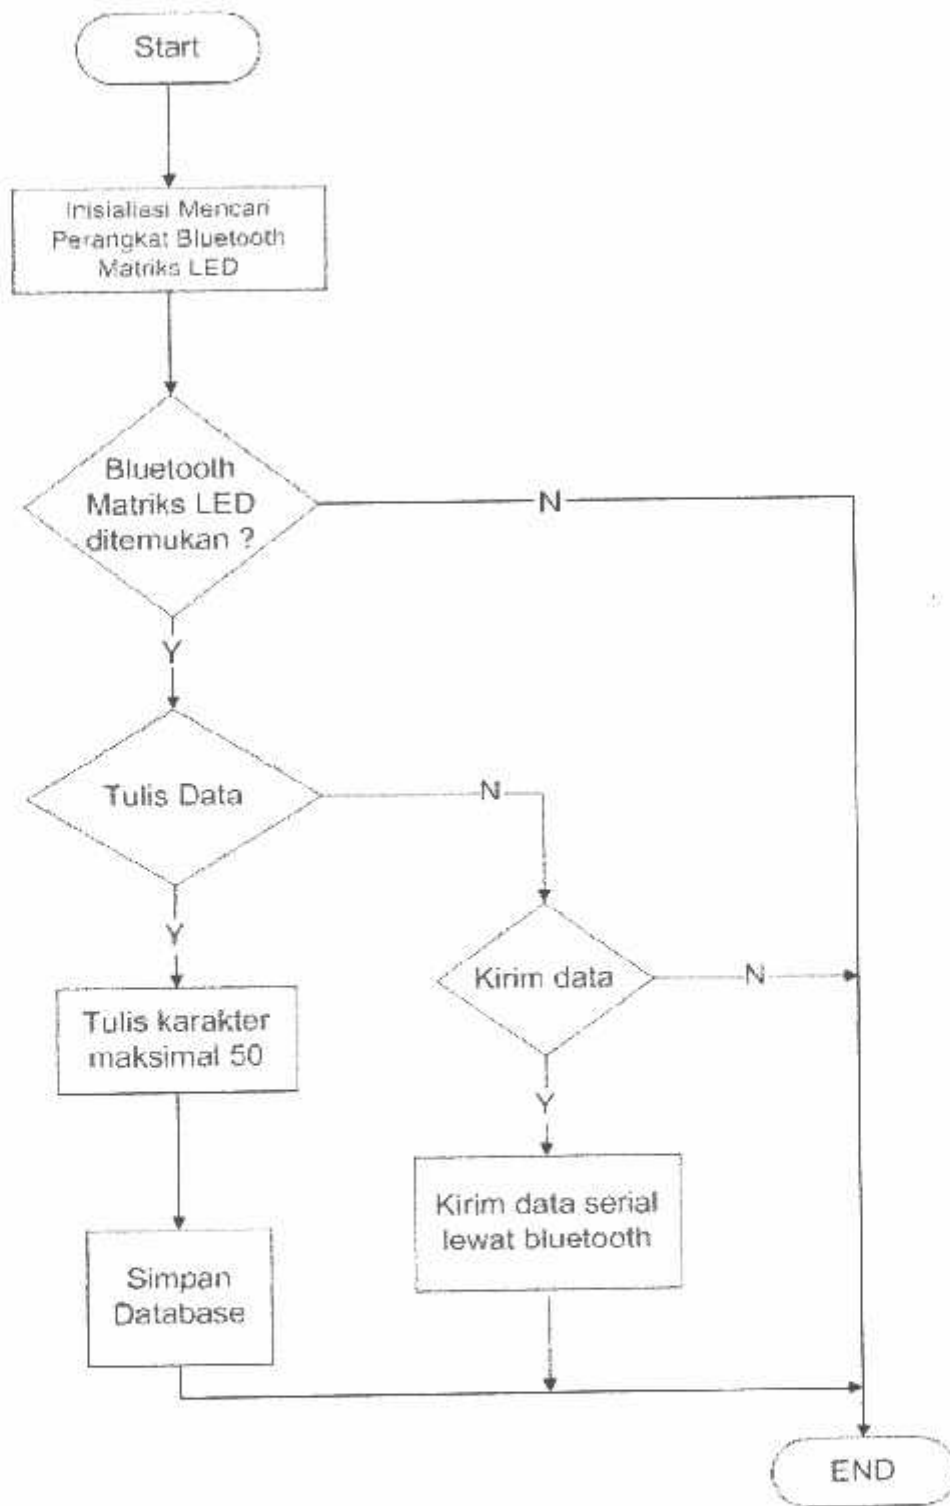 Start
Inisialiasi Mencari
Perangkat Bluetooth
Matriks LED
Bluetooth
Matriks LED
ditemukan ?
N
Y
Tulis Data
N
Y
Kirim data
N
Tulis karakter
maksimal 50
Y
Kirim data serial
lewat bluetooth
Simpan
Database
END